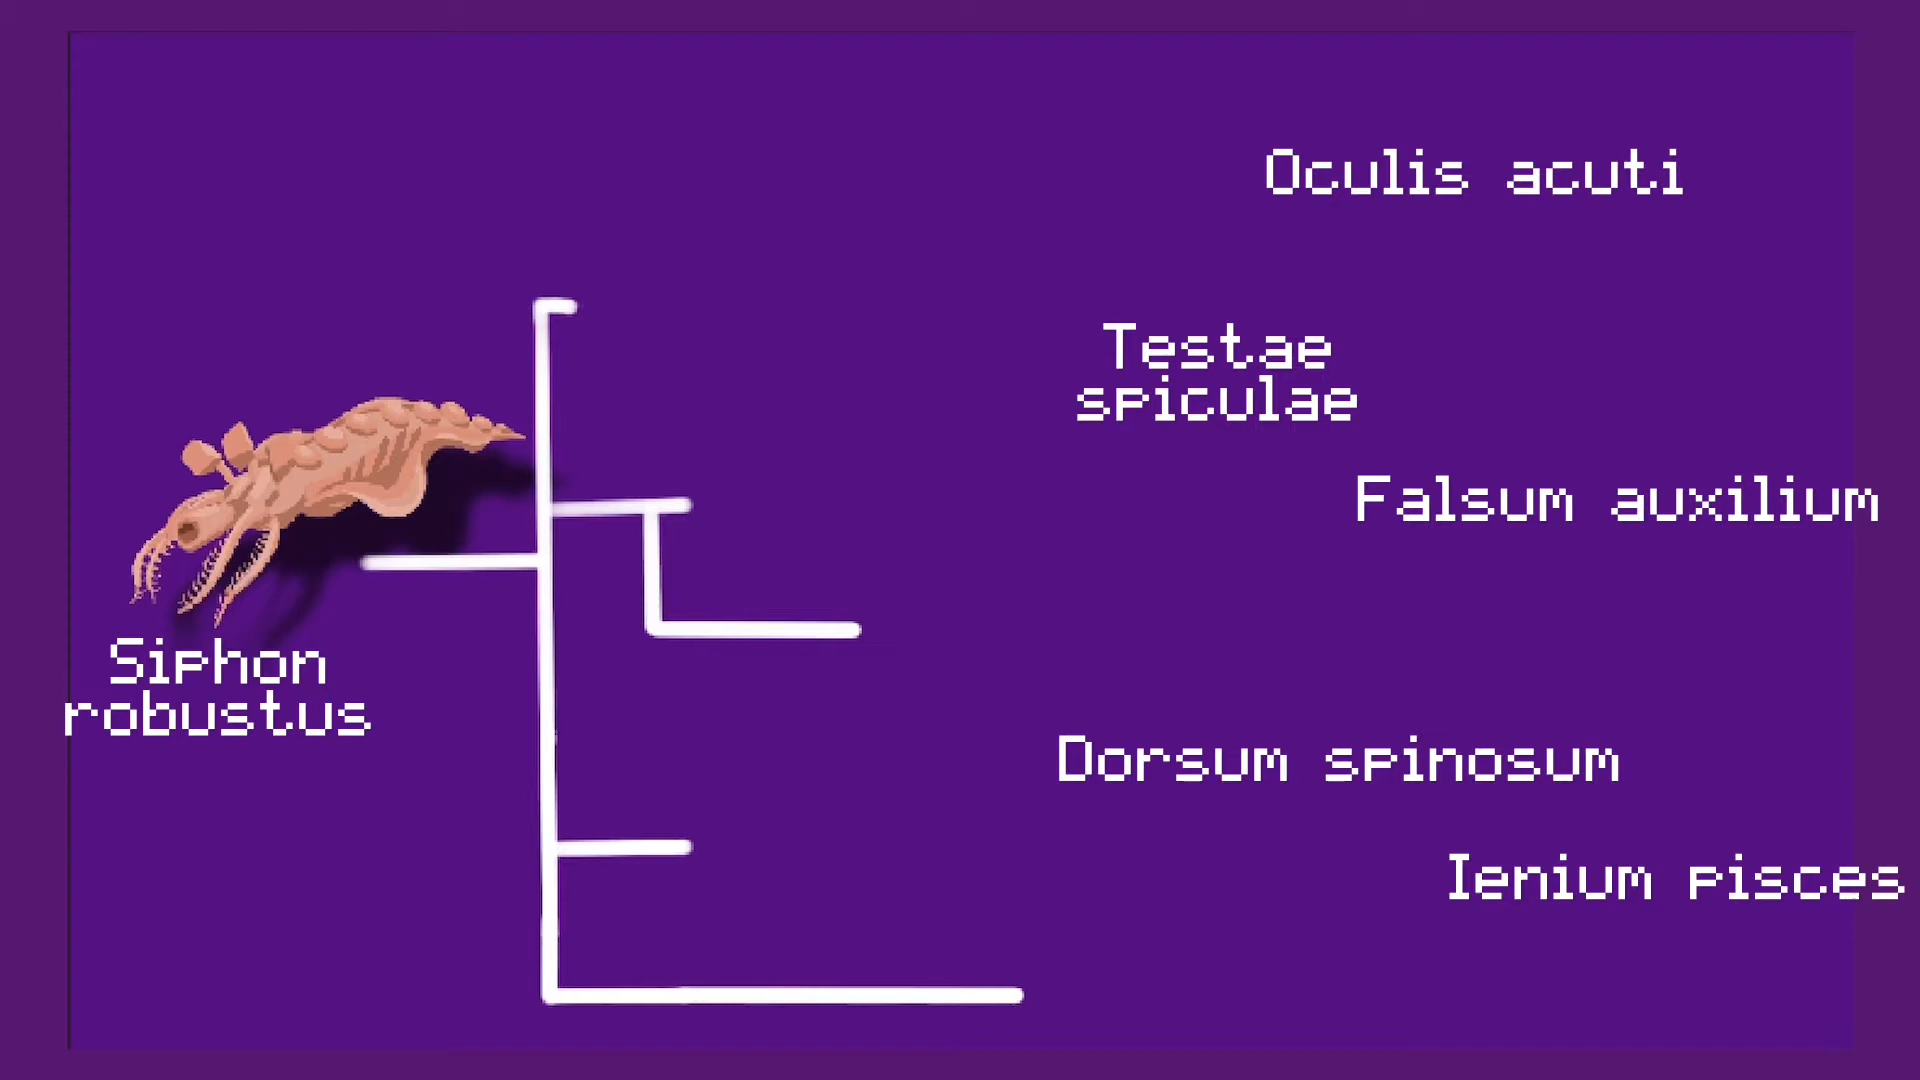 Oculis acuti
Testae
spiculae
Falsum auxilium
Siphon
robustus
Dorsum spinosum
Ienium pisces